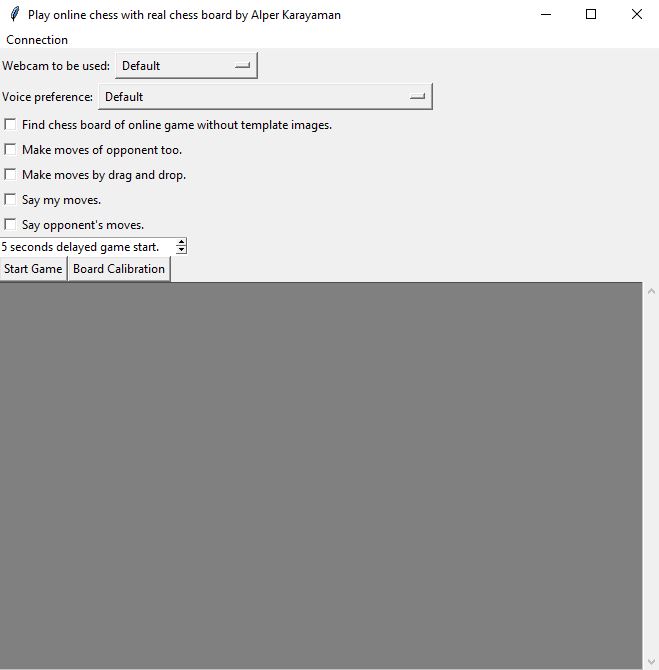 Play online chess with real chess board by Alper Karayaman
Connection
Webcam to be used: Default
Voice preference: Default
Find chess board of online game without template images.
Make moves of opponent too.
Make moves by drag and drop.
Say my moves.
Say opponent's moves.
5 seconds delayed game start.
Start Game Board Calibration